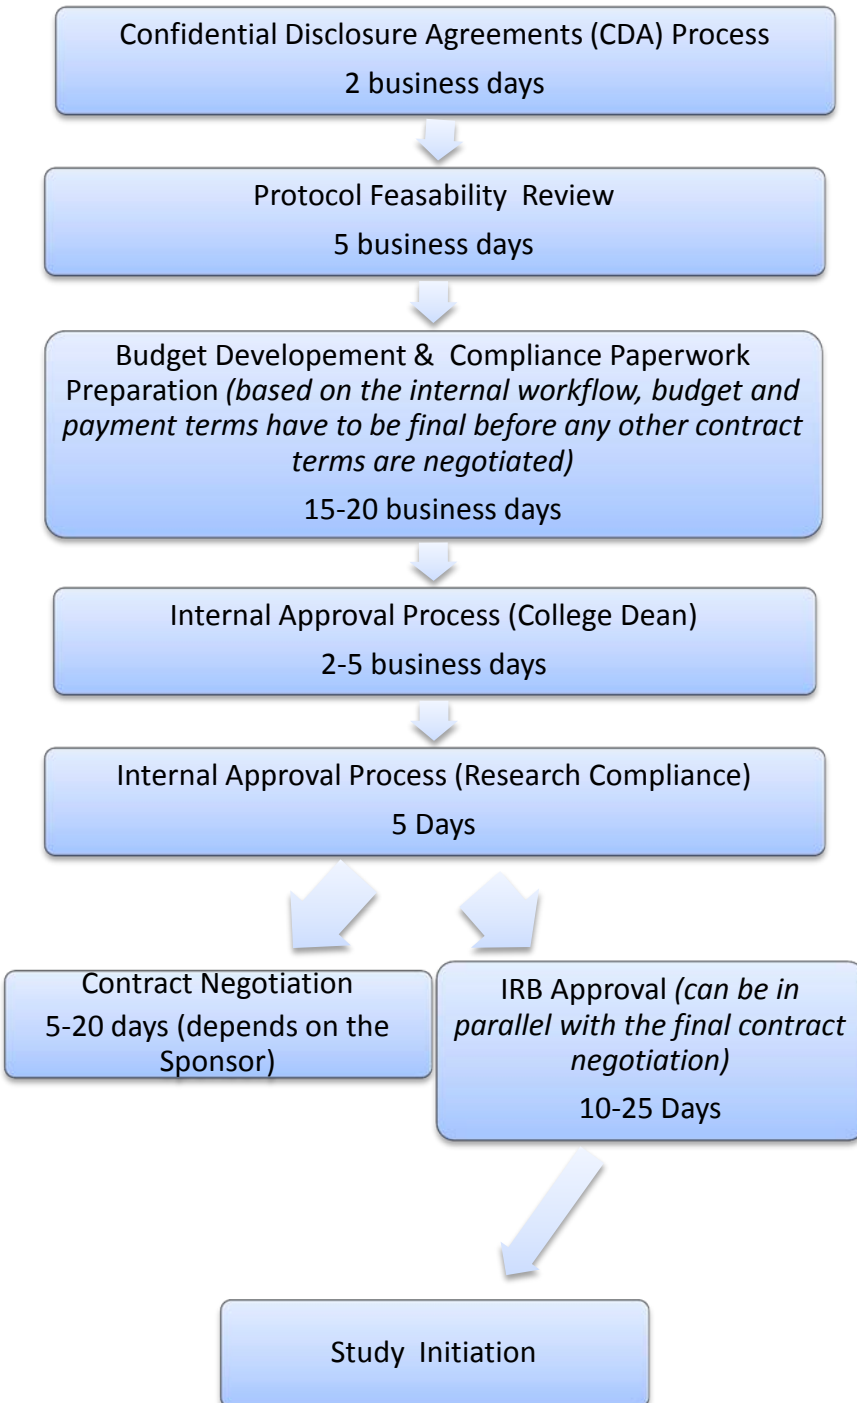 Confidential Disclosure Agreements (CDA) Process
2 business days
Protocol Feasability Review
5 business days
Budget Developement & Compliance Paperwork
Preparation (based on the internal workflow, budget and
payment terms have to be final before any other contract
terms are negotiated)
15-20 business days
Internal Approval Process (College Dean)
2-5 business days
Internal Approval Process (Research Compliance)
5 Days
Contract Negotiation
5-20 days (depends on the
Sponsor)
IRB Approval (can be in
parallel with the final contract
negotiation)
10-25 Days
Study Initiation